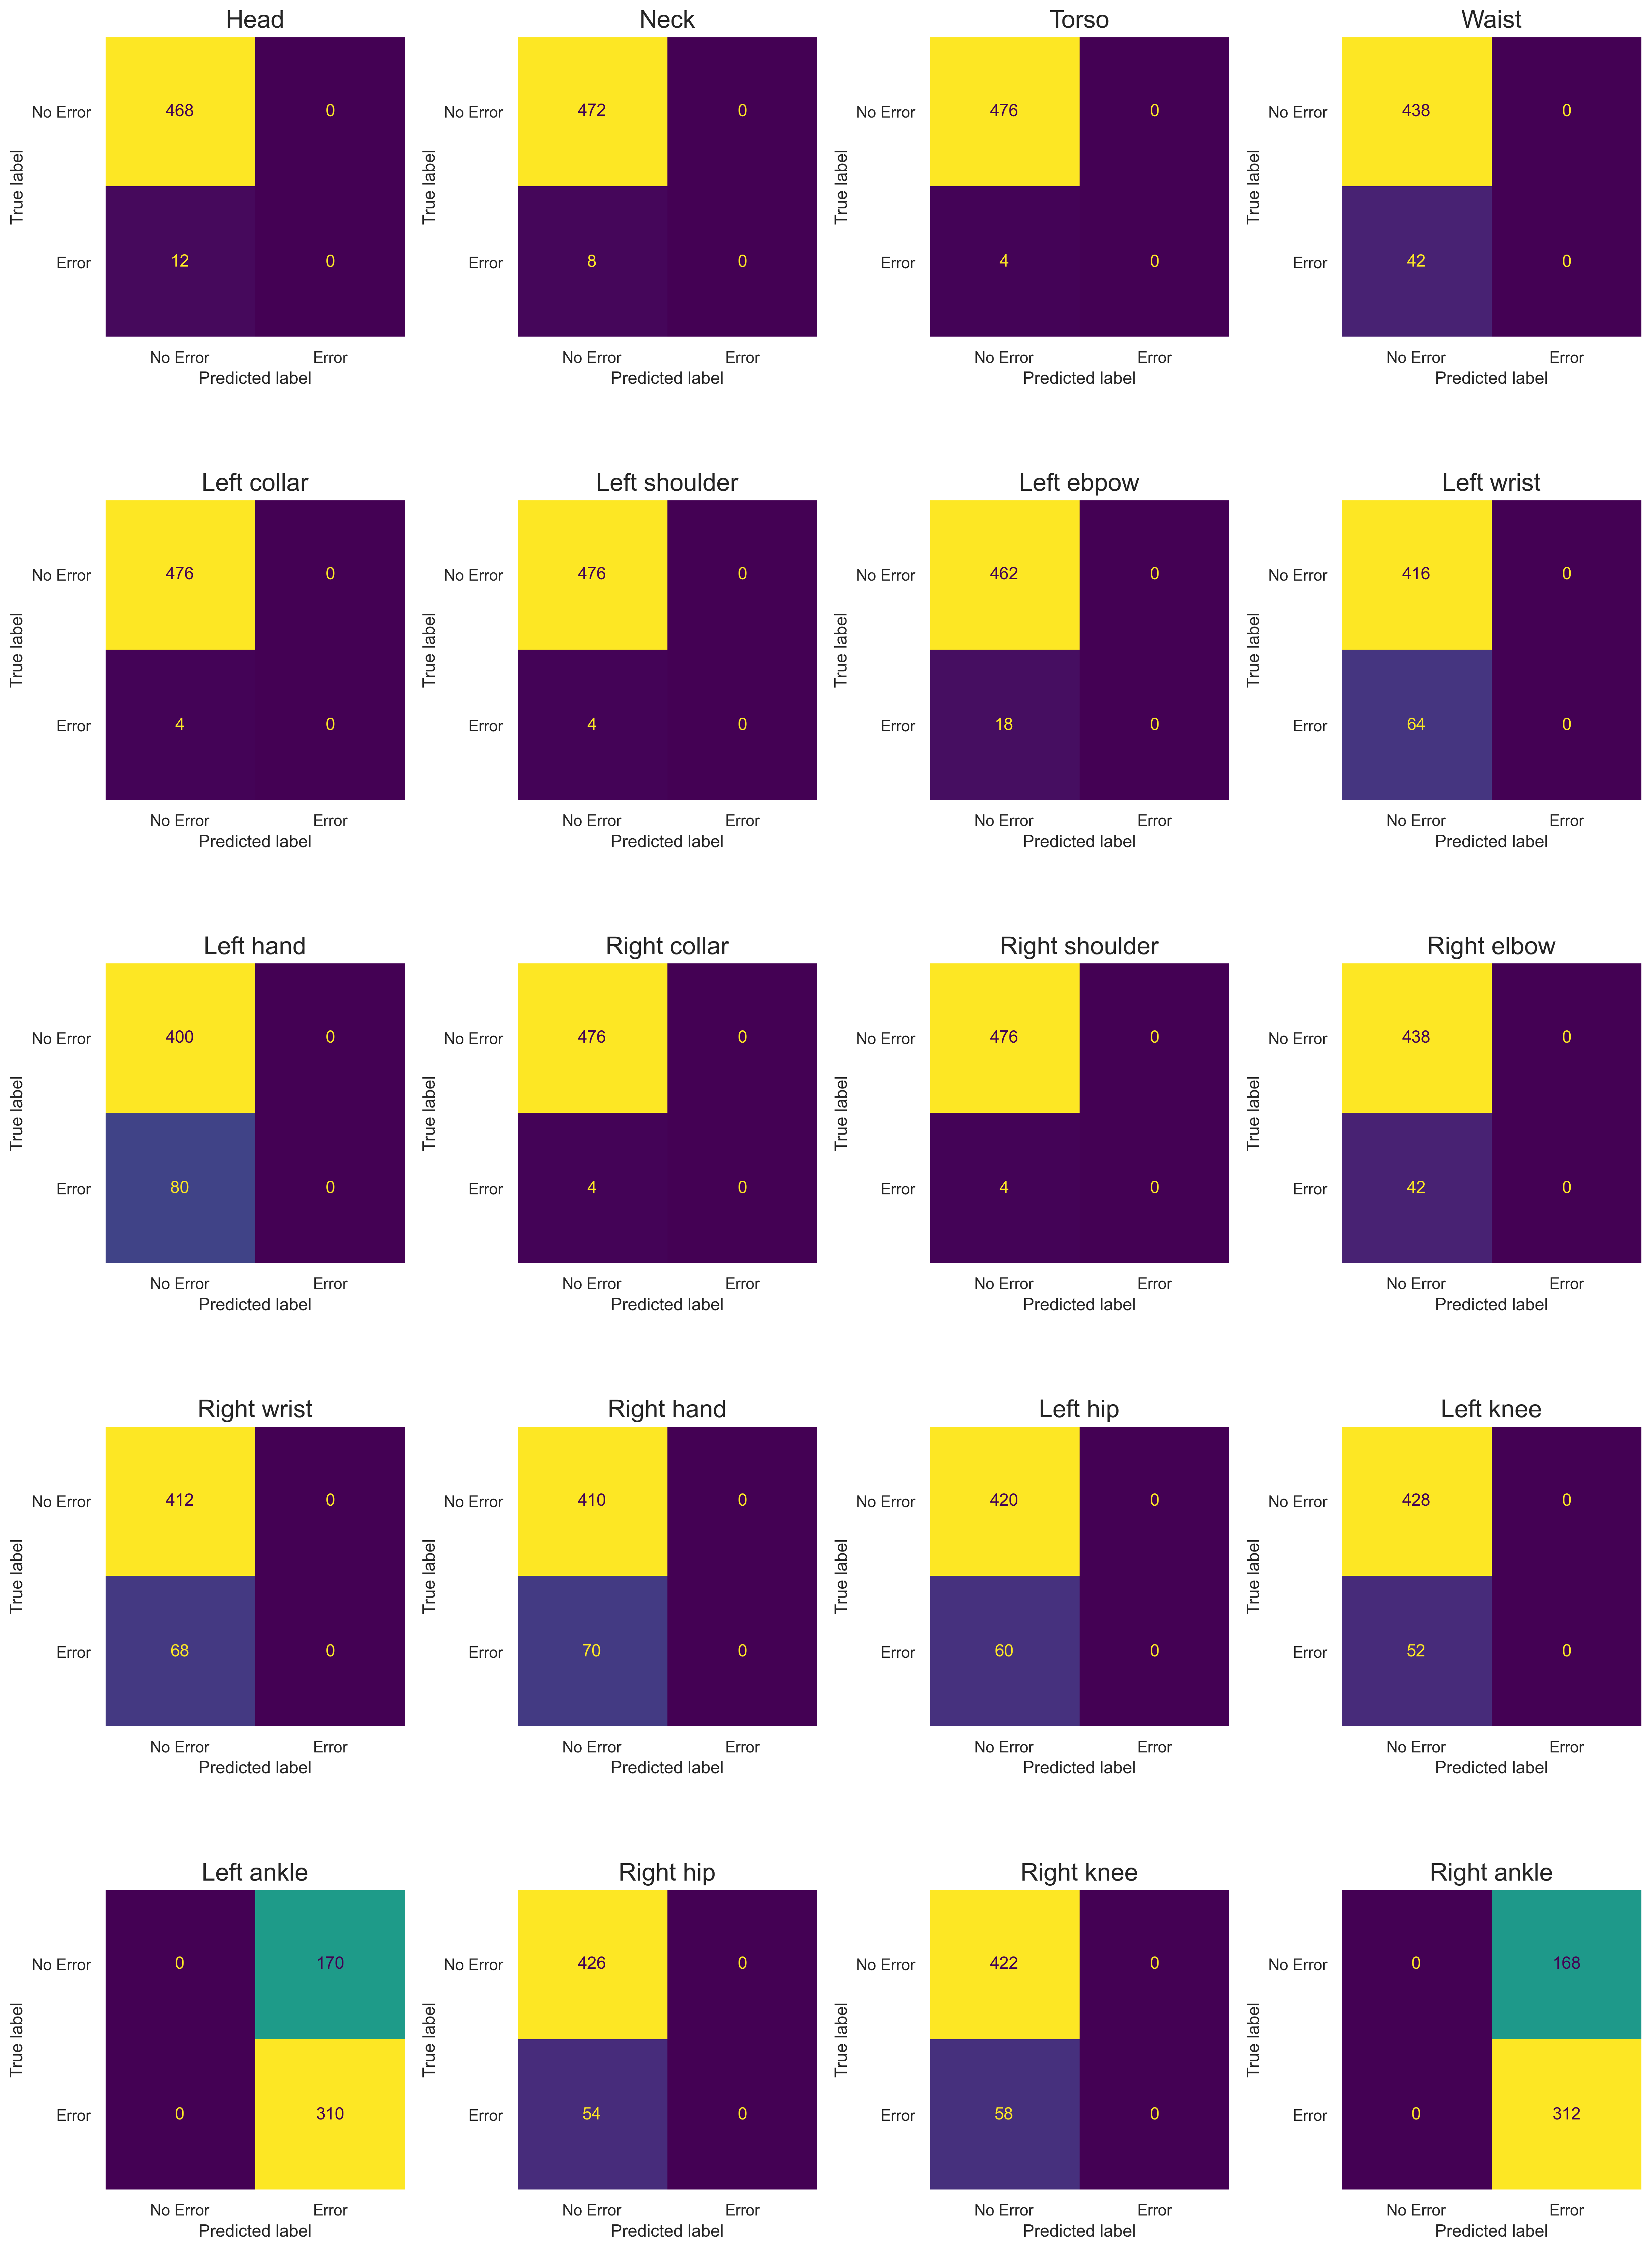 Head Neck Torso Waist
No Error 468 0 No Error 472 0 No Error 476 0 No Error 438 0
True label True label True label True label
Error 12 0 Error 8 0 Error 4 0 Error 42 0
No Error Error No Error Error No Error Error No Error Error
Predicted label Predicted label Predicted label Predicted label
Left collar Left shoulder Left ebpow Left wrist
No Error 476 0 No Error 476 0 No Error 462 0 No Error 416 0
True label True label True label True label
Error 4 0 Error 4 0 Error 18 0 Error 64 0
No Error Error No Error Error No Error Error No Error Error
Predicted label Predicted label Predicted label Predicted label
Left hand Right collar Right shoulder Right elbow
No Error 400 0 No Error 476 0 No Error 476 0 No Error 438 0
True label True label True label True label
Error 80 0 Error 4 0 Error 4 0 Error 42 0
No Error Error No Error Error No Error Error No Error Error
Predicted label Predicted label Predicted label Predicted label
Right wrist Right hand Left hip Left knee
No Error 412 0 No Error 410 0 No Error 420 0 No Error 428 0
True label True label True label True label
Error 68 0 Error 70 0 Error 60 0 Error 52 0
No Error Error No Error Error No Error Error No Error Error
Predicted label Predicted label Predicted label Predicted label
Left ankle Right hip Right knee Right ankle
No Error 0 170 No Error 426 0 No Error 422 0 No Error 0 168
True label True label True label True label
Error 0 310 Error 54 0 Error 58 0 Error 0 312
No Error Error No Error Error No Error Error No Error Error
Predicted label Predicted label Predicted label Predicted label